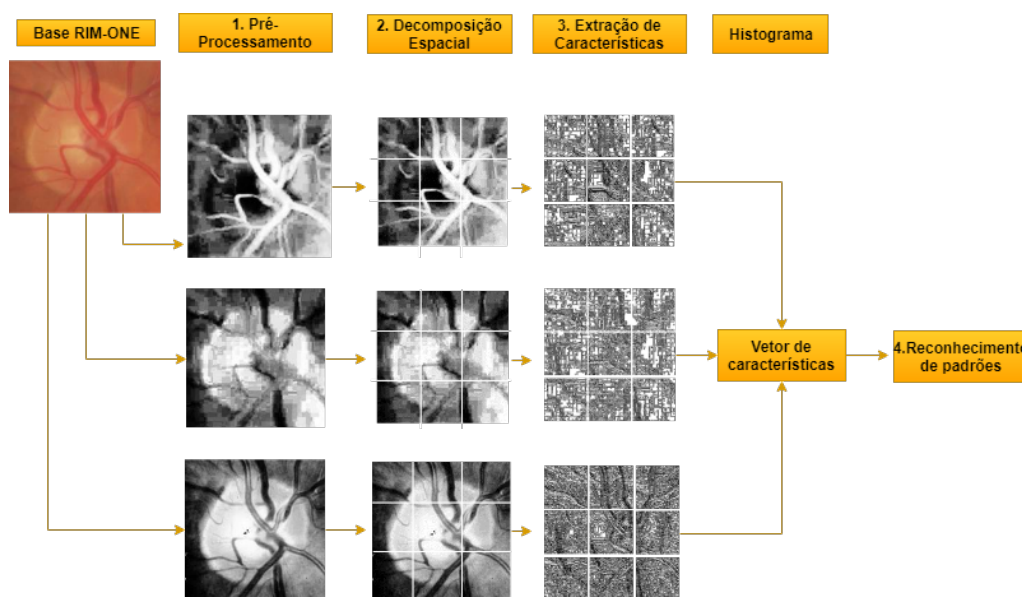 Base RIM-ONE
1. Pré-
Processamento
2. Decomposição
Espacial
3. Extração de
Características
Histograma
Vetor de
características
4.Reconhecimento
de padrões